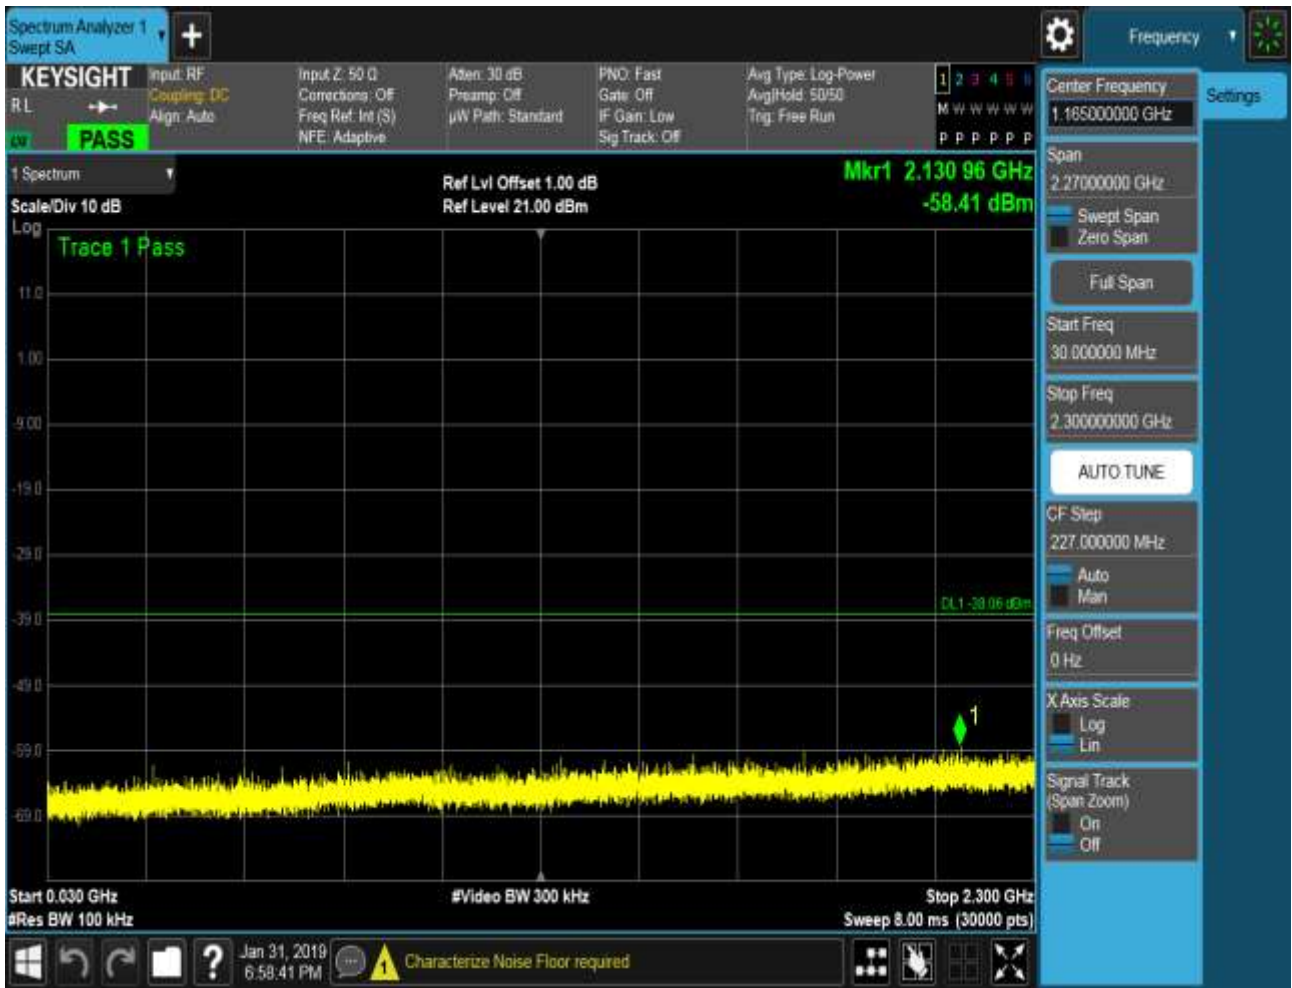 Spectrum Analyzer 1
Swept SA
Frequency
KEYSIGHT
R L
PASS
Input: RF
Coupling: DC
Align: Auto
Input Z: 50 Ω
Corrections: Off
Freq Ref: Int (S)
NFE: Adaptive
Atten: 30 dB
Preamp: Off
µW Path: Standard
PNO: Fast
Gate: Off
IF Gain: Low
Sig Track: Off
Avg Type: Log-Power
Avg|Hold: 50/50
Trig: Free Run
1 2 3 4 5 6
M W W W W W
P P P P P P
Center Frequency
1.165000000 GHz
Settings
Span
2.27000000 GHz
Swept Span
Zero Span
Full Span
Start Freq
30.000000 MHz
Stop Freq
2.300000000 GHz
AUTO TUNE
CF Step
227.000000 MHz
Auto
Man
Freq Offset
0 Hz
X Axis Scale
Log
Lin
Signal Track
(Span Zoom)
On
Off
1 Spectrum
Scale/Div 10 dB
Log
Ref Lvl Offset 1.00 dB
Ref Level 21.00 dBm
Mkr1 2.130 96 GHz
-58.41 dBm
Trace 1 Pass
11.0
1.00
-9.00
-19.0
-29.0
DL1 -38.06 dBm
-39.0
-49.0
1
-59.0
-69.0
Start 0.030 GHz
#Video BW 300 kHz
Stop 2.300 GHz
#Res BW 100 kHz
Sweep 8.00 ms (30000 pts)
?
Jan 31, 2019
6:58:41 PM
1
Characterize Noise Floor required